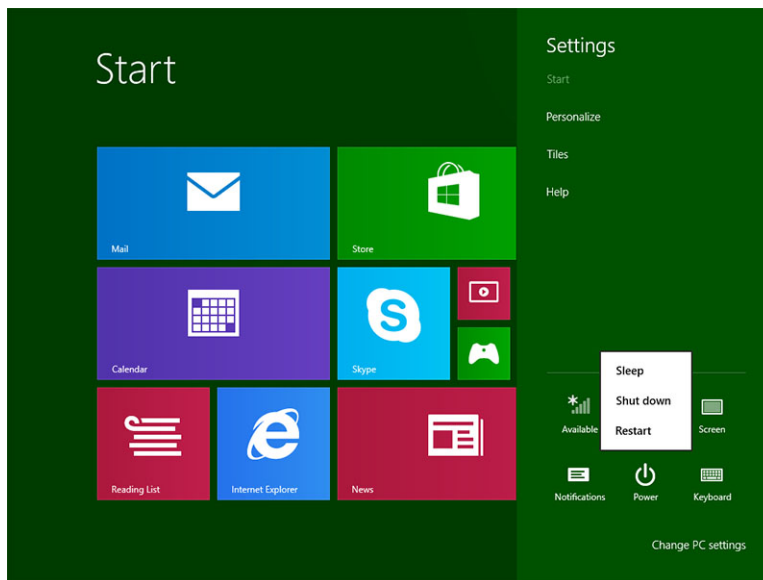 Start
Mail
Store
Calendar
Skype
Reading List
Internet Explorer
News
Settings
Start
Personalize
Tiles
Help
Sleep
Shut down
Restart
Available
Screen
Notifications
Power
Keyboard
Change PC settings